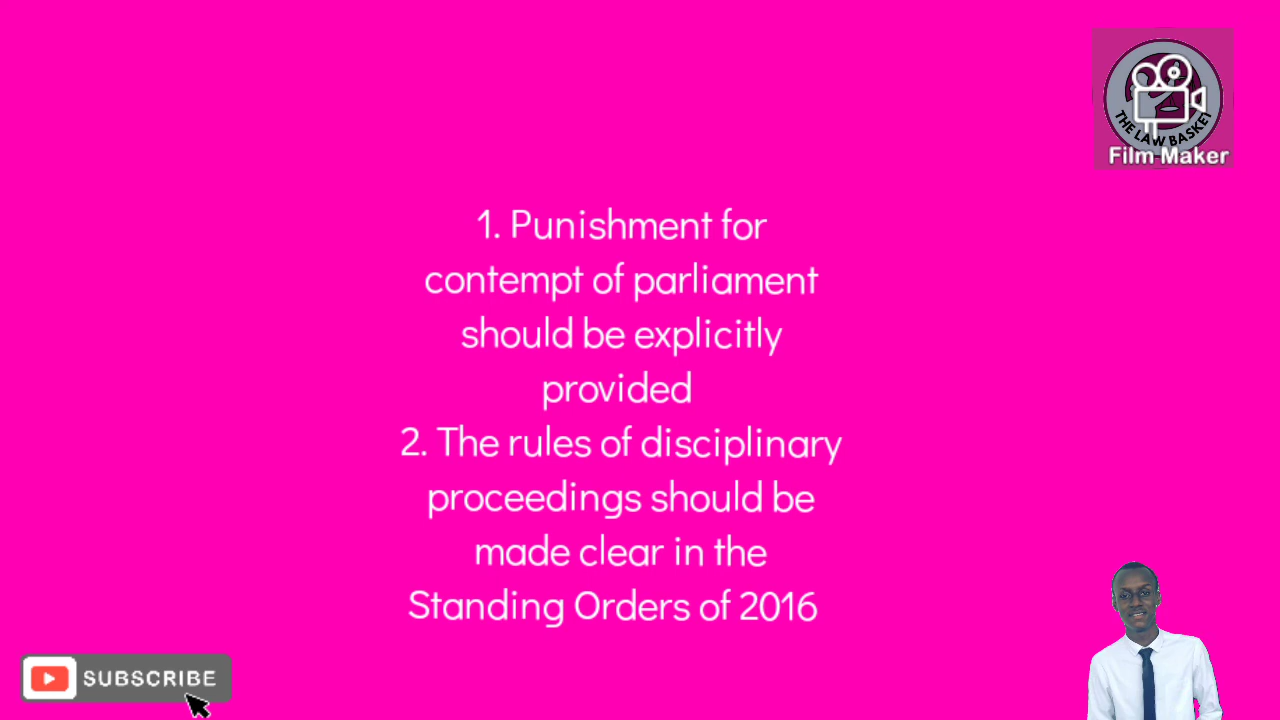 THE LAW BASKET
Film Maker
1. Punishment for
contempt of parliament
should be explicitly
provided
2. The rules of disciplinary
proceedings should be
made clear in the
Standing Orders of 2016
SUBSCRIBE